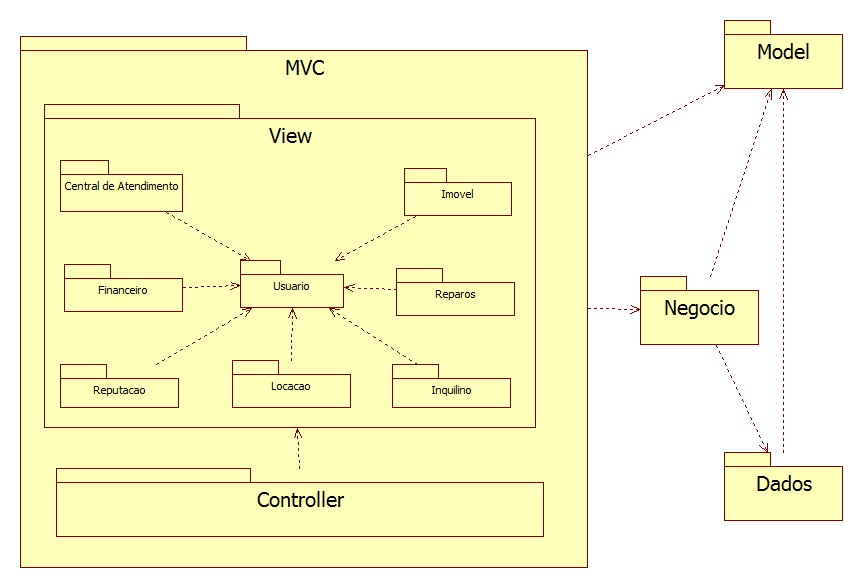 Model
MVC
View
Central de Atendimento
Imovel
Financeiro
Usuario
Reparos
Negocio
Reputacao
Locacao
Inquilino
Controller
Dados